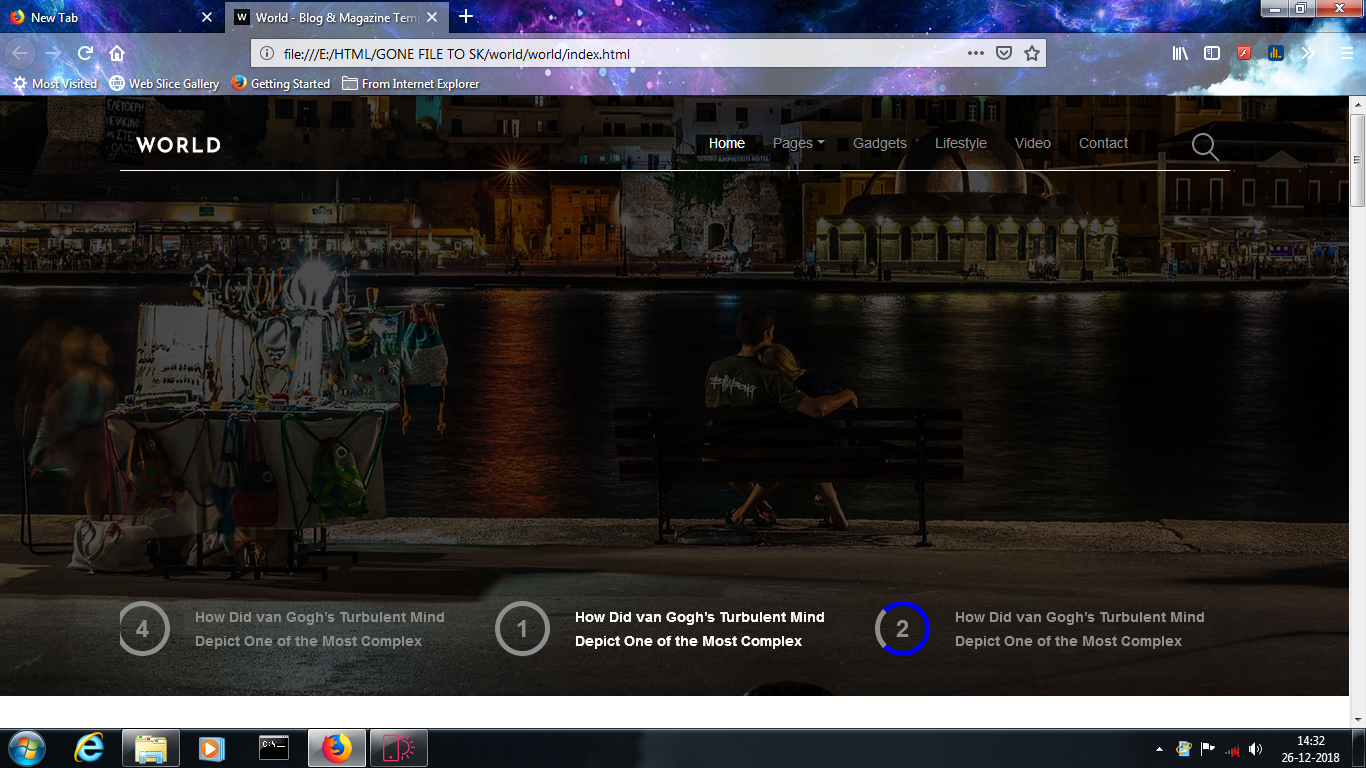 New Tab
World - Blog & Magazine Tem
file:///E:/HTML/GONE FILE TO SK/world/world/index.html
Most Visited
Web Slice Gallery
Getting Started
From Internet Explorer
WORLD
Home
Pages
Gadgets
Lifestyle
Video
Contact
4
How Did van Gogh’s Turbulent Mind
Depict One of the Most Complex
1
How Did van Gogh’s Turbulent Mind
Depict One of the Most Complex
2
How Did van Gogh’s Turbulent Mind
Depict One of the Most Complex
Billabong
14:32
26-12-2018